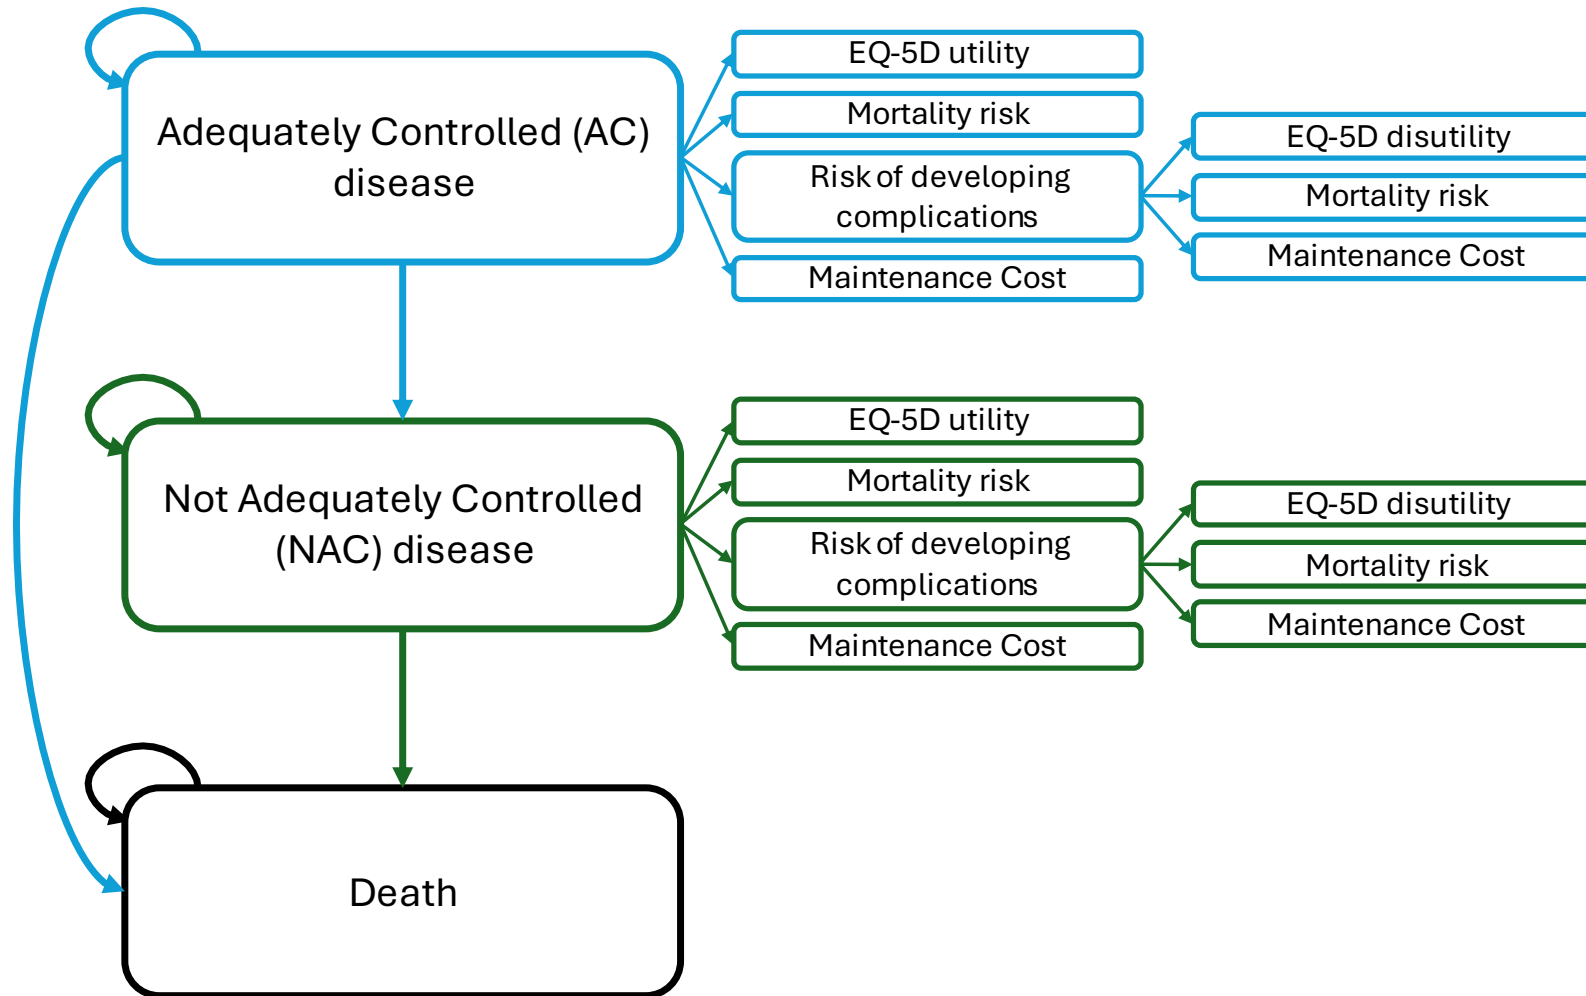 Adequately Controlled (AC)
disease
EQ-5D utility
Mortality risk
Risk of developing
complications
Maintenance Cost
EQ-5D disutility
Mortality risk
Maintenance Cost
Not Adequately Controlled
(NAC) disease
EQ-5D utility
Mortality risk
Risk of developing
complications
Maintenance Cost
EQ-5D disutility
Mortality risk
Maintenance Cost
Death